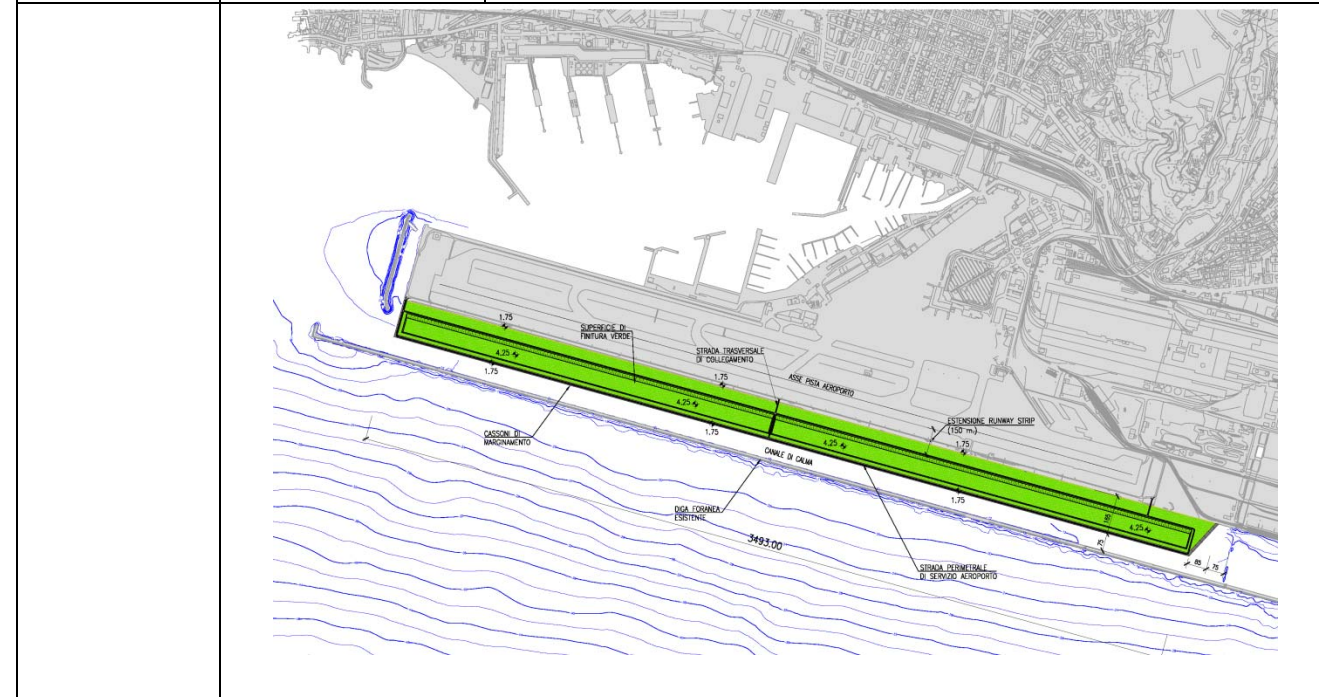 1.75
SUPERFICIE DI
FINITURA VERDE
4.25
1.75
STRADA TRASVERSALE
DI COLLEGAMENTO
1.75
ASSE PISTA AEROPORTO
4.25
ESTENSIONE RUNWAY STRIP
(150 m.)
1.75
CASSONI DI
MARGINAMENTO
1.75
4.25
CANALE DI CALMA
1.75
DIGA FORANEA
ESISTENTE
185
4.25
3493.00
75
STRADA PERIMETRALE
DI SERVIZIO AEROPORTO
85
75